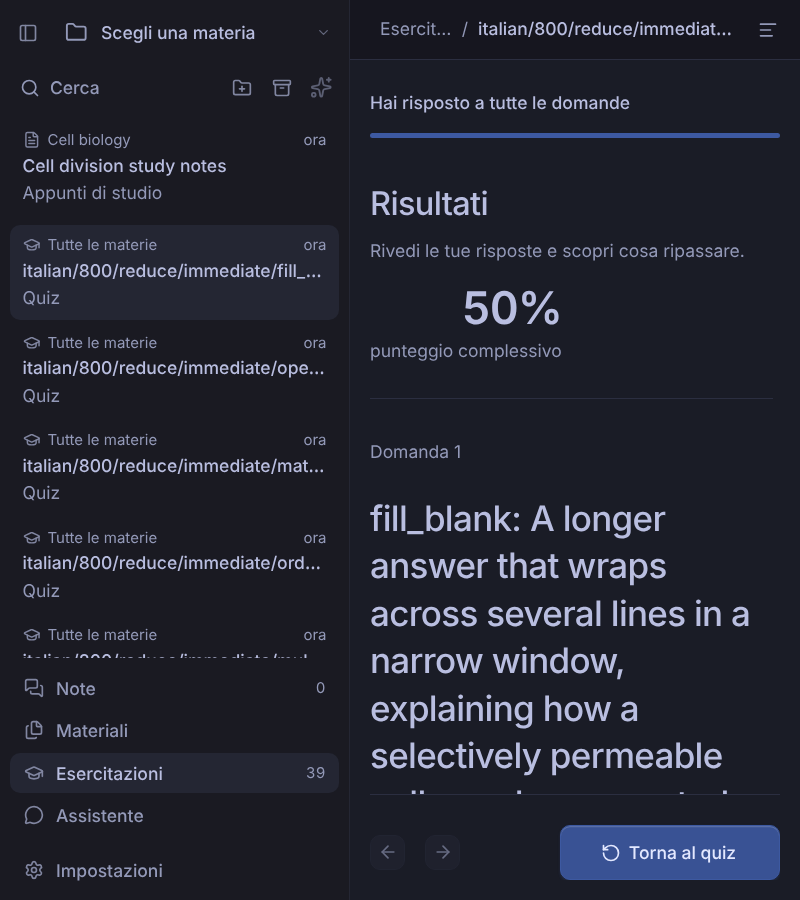 Scegli una materia
Cerca
Cell biology
ora
Cell division study notes
Appunti di studio
Tutte le materie
ora
italian/800/reduce/immediate/fill_...
Quiz
Tutte le materie
ora
italian/800/reduce/immediate/ope...
Quiz
Tutte le materie
ora
italian/800/reduce/immediate/mat...
Quiz
Tutte le materie
ora
italian/800/reduce/immediate/ord...
Quiz
Tutte le materie
ora
Note
0
Materiali
Esercitazioni
39
Assistente
Impostazioni
Esercit... / italian/800/reduce/immediat...
Hai risposto a tutte le domande
Risultati
Rivedi le tue risposte e scopri cosa ripassare.
50%
punteggio complessivo
Domanda 1
fill_blank: A longer
answer that wraps
across several lines in a
narrow window,
explaining how a
selectively permeable
Torna al quiz